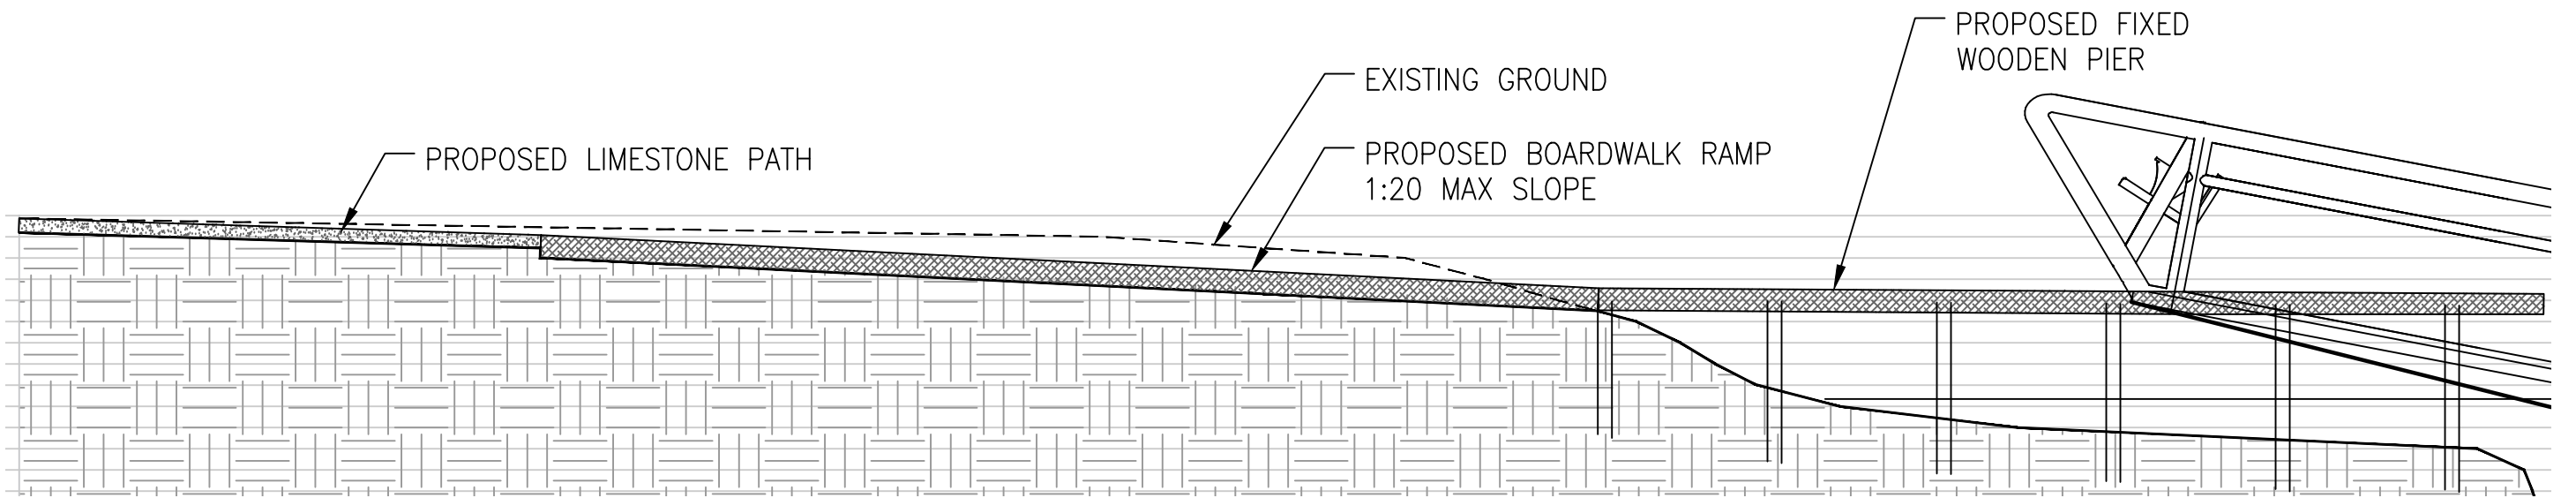 PROPOSED FIXED
WOODEN PIER
EXISTING GROUND
PROPOSED LIMESTONE PATH
PROPOSED BOARDWALK RAMP
1:20 MAX SLOPE